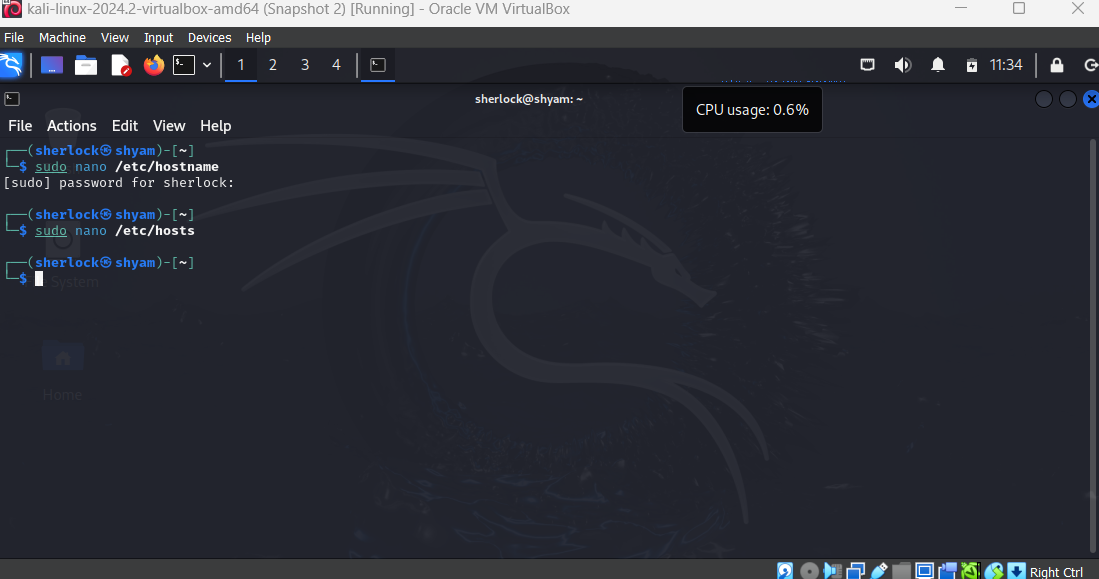 kali-linux-2024.2-virtualbox-amd64 (Snapshot 2) [Running] - Oracle VM VirtualBox
File Machine View Input Devices Help
1 2 3 4 11:34
sherlock@shyam: ~
CPU usage: 0.6%
File Actions Edit View Help
┌──(sherlock㉿shyam)-[~]
└─$ sudo nano /etc/hostname
[sudo] password for sherlock:
┌──(sherlock㉿shyam)-[~]
└─$ sudo nano /etc/hosts
┌──(sherlock㉿shyam)-[~]
└─$
System
Home
Right Ctrl